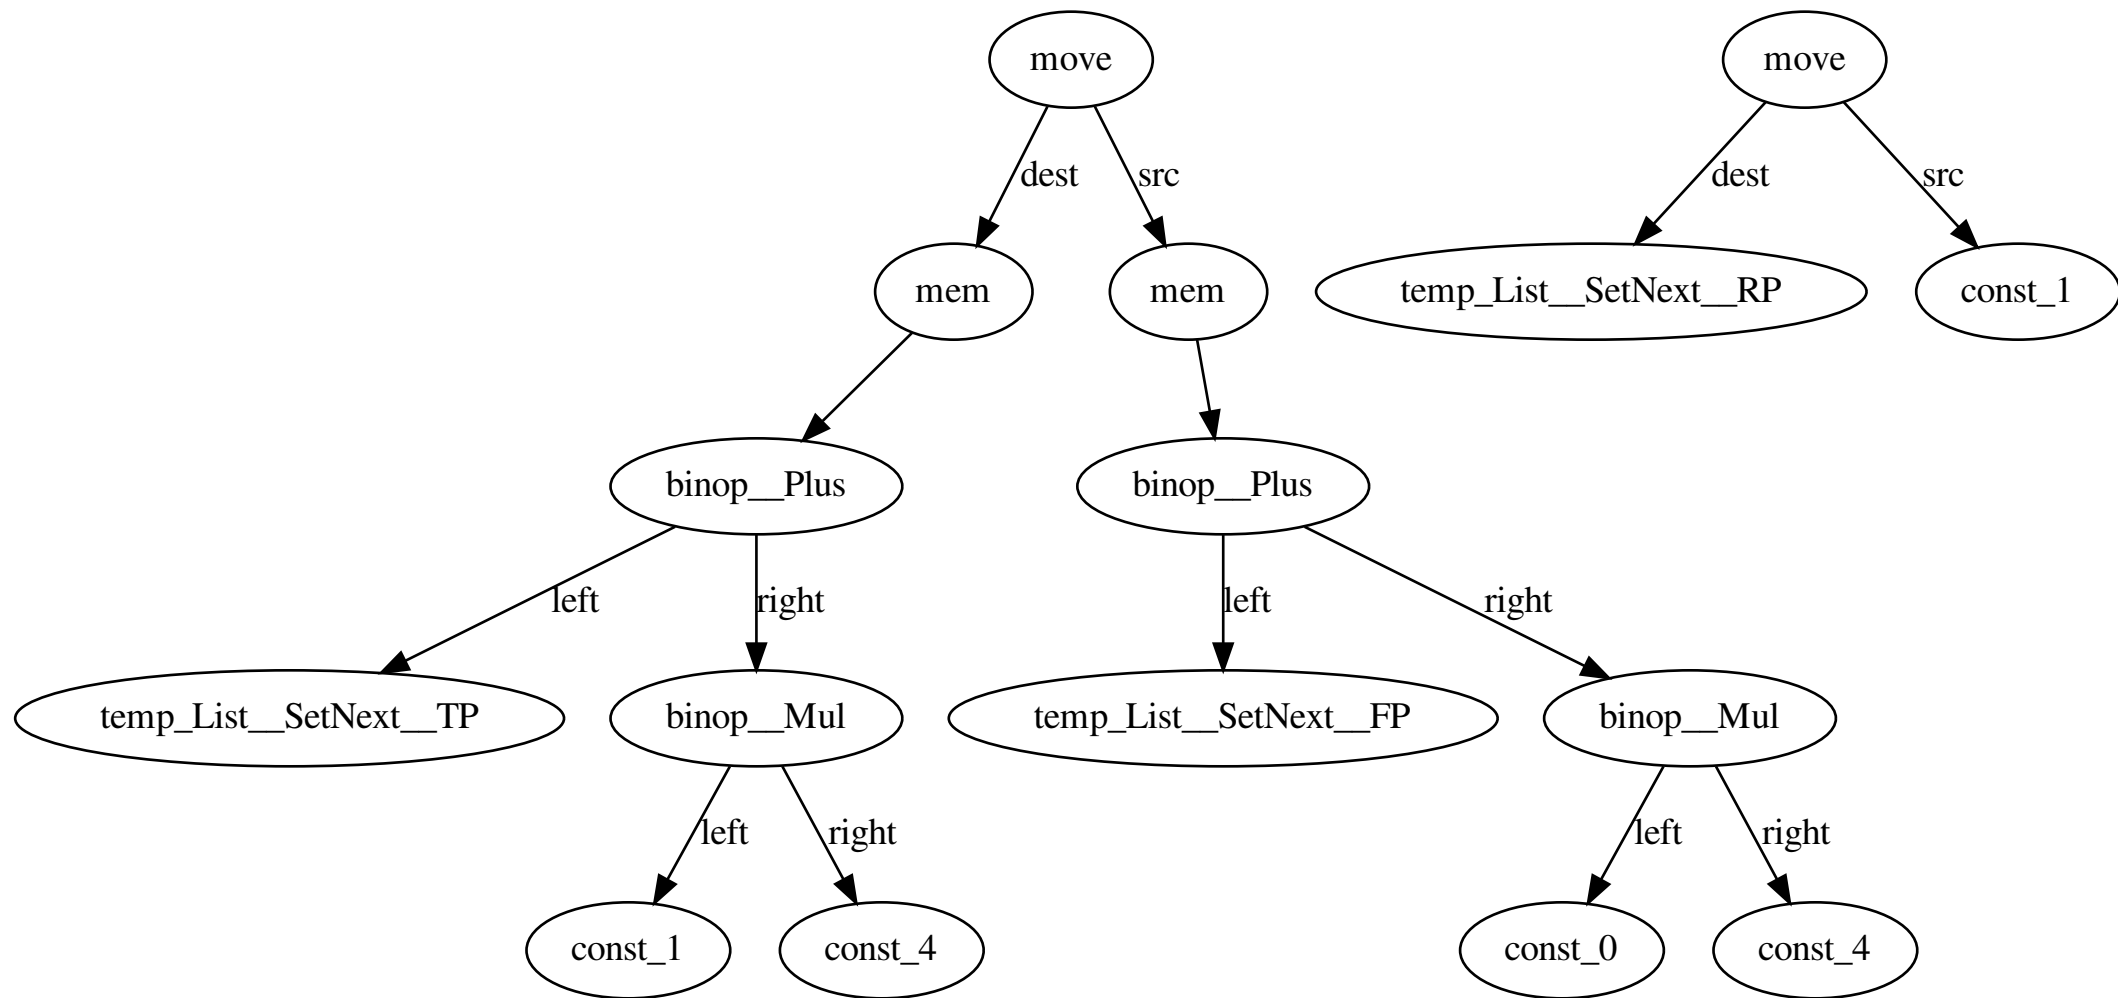 move
move
dest
src
dest
src
mem
mem
temp_List__SetNext__RP
const_1
binop__Plus
binop__Plus
left
right
left
right
temp_List__SetNext__TP
binop__Mul
temp_List__SetNext__FP
binop__Mul
left
right
left
right
const_1
const_4
const_0
const_4